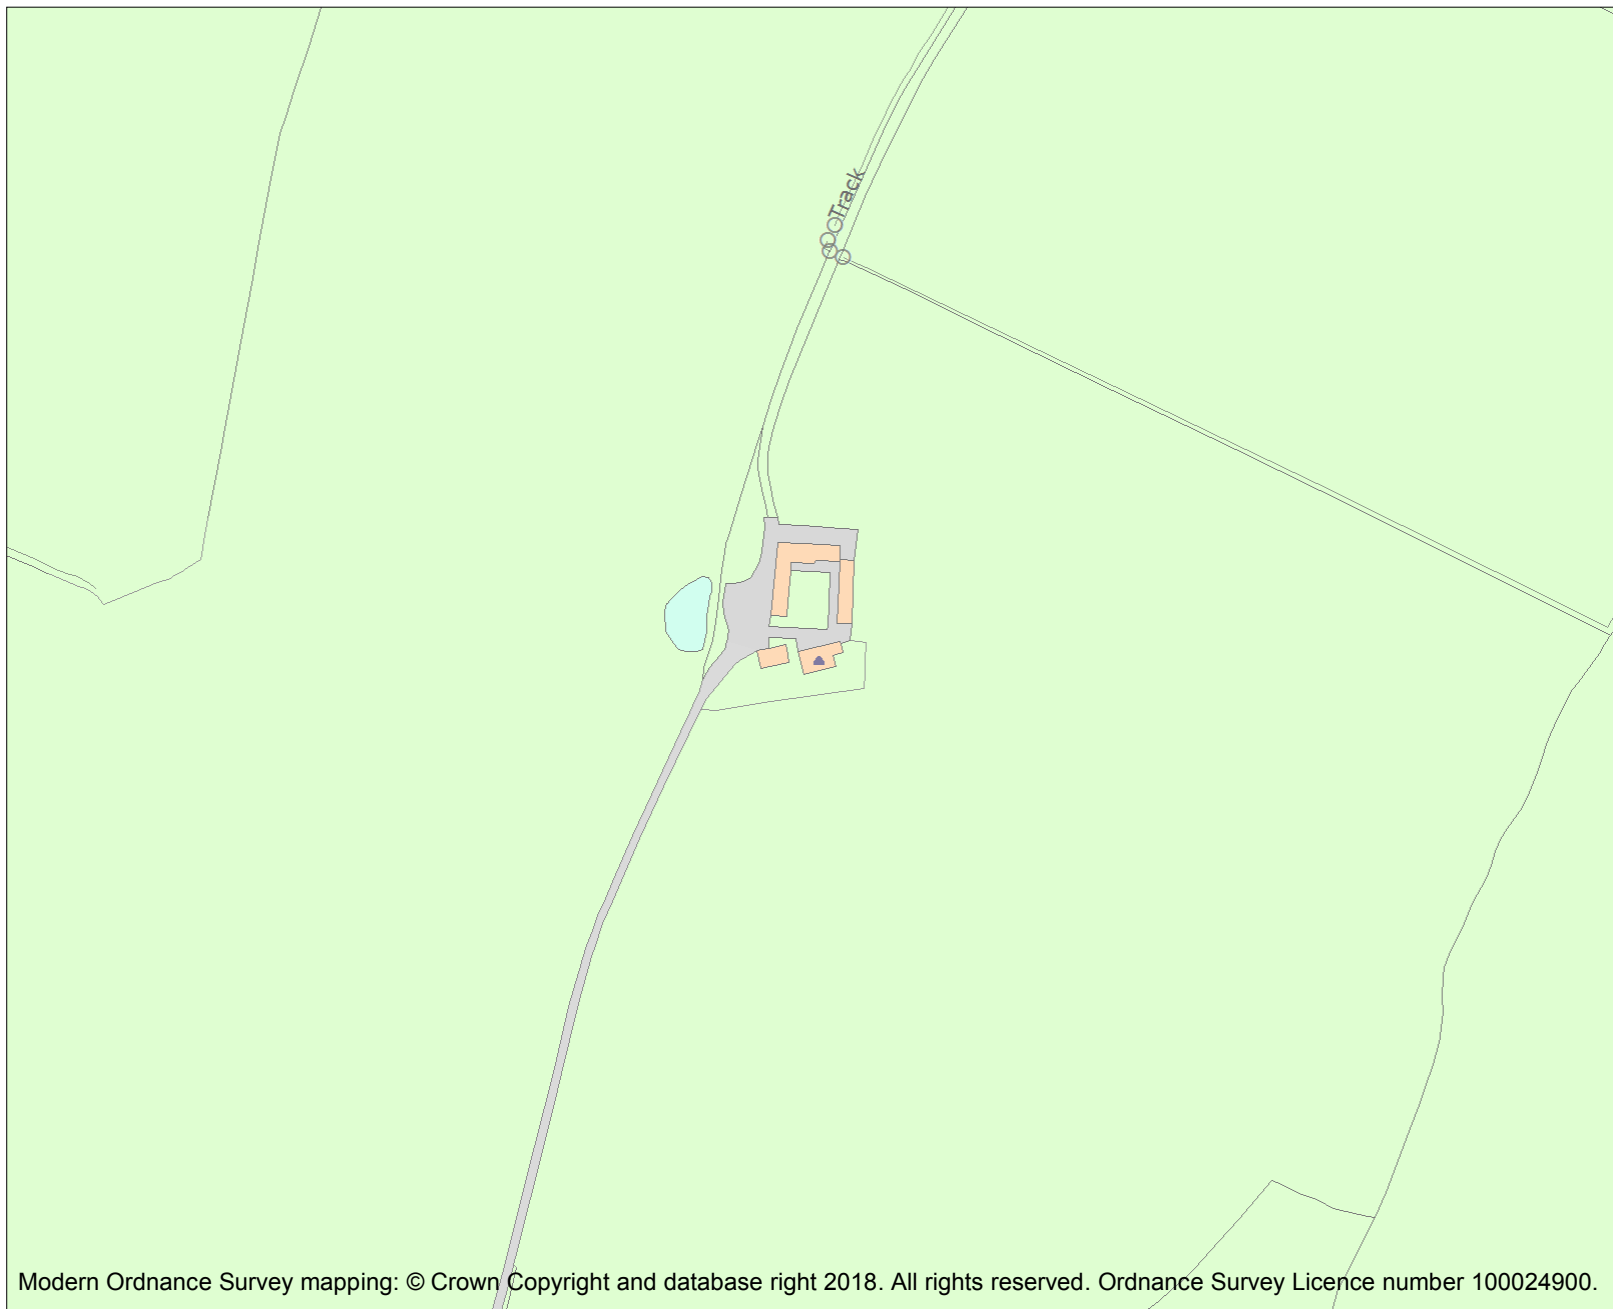 Track
Modern Ordnance Survey mapping: © Crown Copyright and database right 2018. All rights reserved. Ordnance Survey Licence number 100024900.